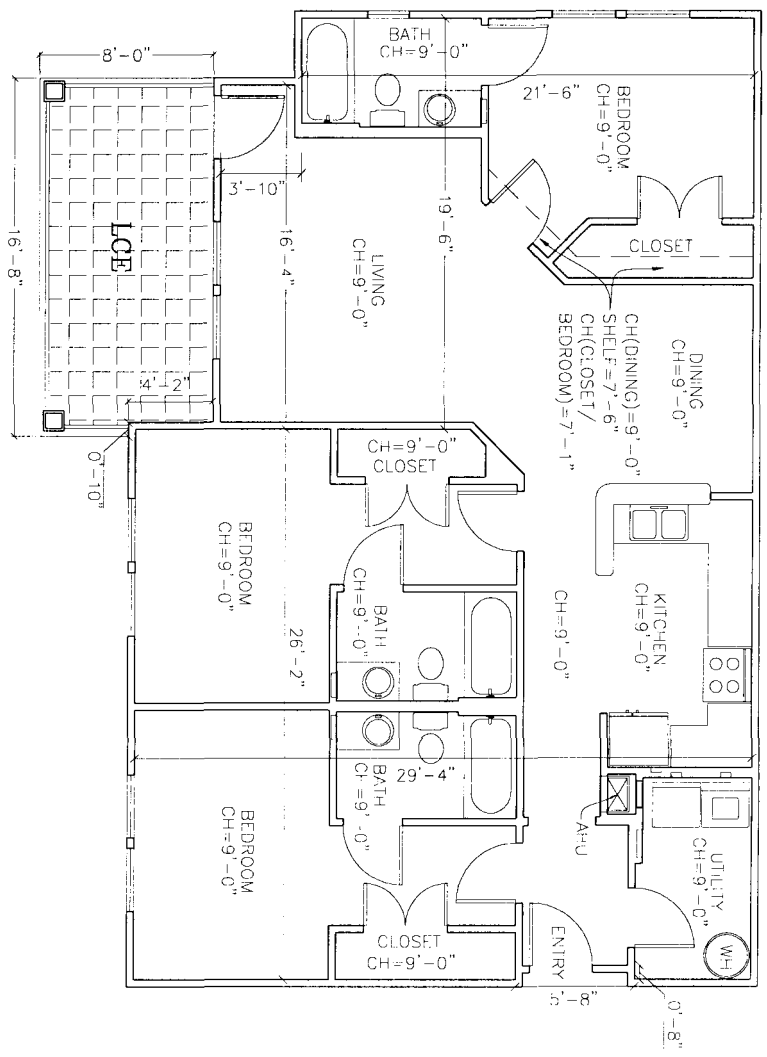 8'-0"
BATH
CH=9'-0"
21'-6"
BEDROOM
CH=9'-0"
3'-10"
19'-6"
16'-8"
LCE
16'-4"
LIVING
CH=9'-0"
CLOSET
CH(DINING)=9'-0"
SHELF=7'-6"
CH(CLOSET/
BEDROOM)=7'-1"
DINING
CH=9'-0"
4'-2"
0'-10"
CH=9'-0"
CLOSET
BEDROOM
CH=9'-0"
26'-2"
BATH
CH=9'-0"
CH=9'-0"
KITCHEN
CH=9'-0"
BEDROOM
CH=9'-0"
BATH
CH=9'-0"
29'-4"
AHU
UTILITY
CH=9'-0"
WH
CLOSET
CH=9'-0"
ENTRY
5'-8"
0'-8"